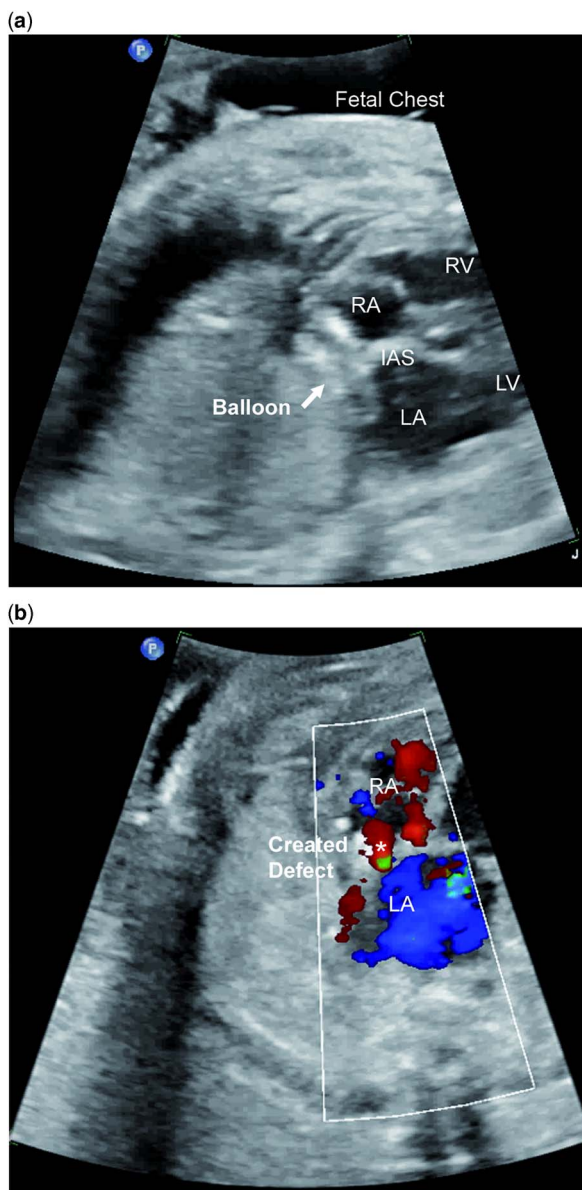 (a)
P
Fetal Chest
RV
RA
IAS
LV
Balloon
LA
J
(b)
P
RA
Created
*
Defect
LA